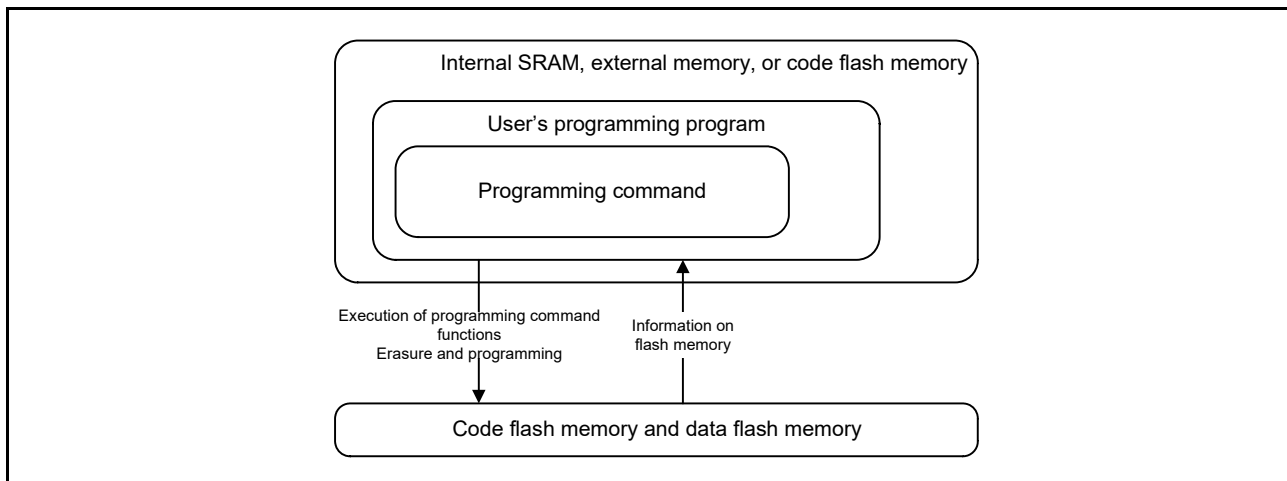 Internal SRAM, external memory, or code flash memory
User’s programming program
Programming command
Execution of programming command
functions
Erasure and programming
Information on
flash memory
Code flash memory and data flash memory